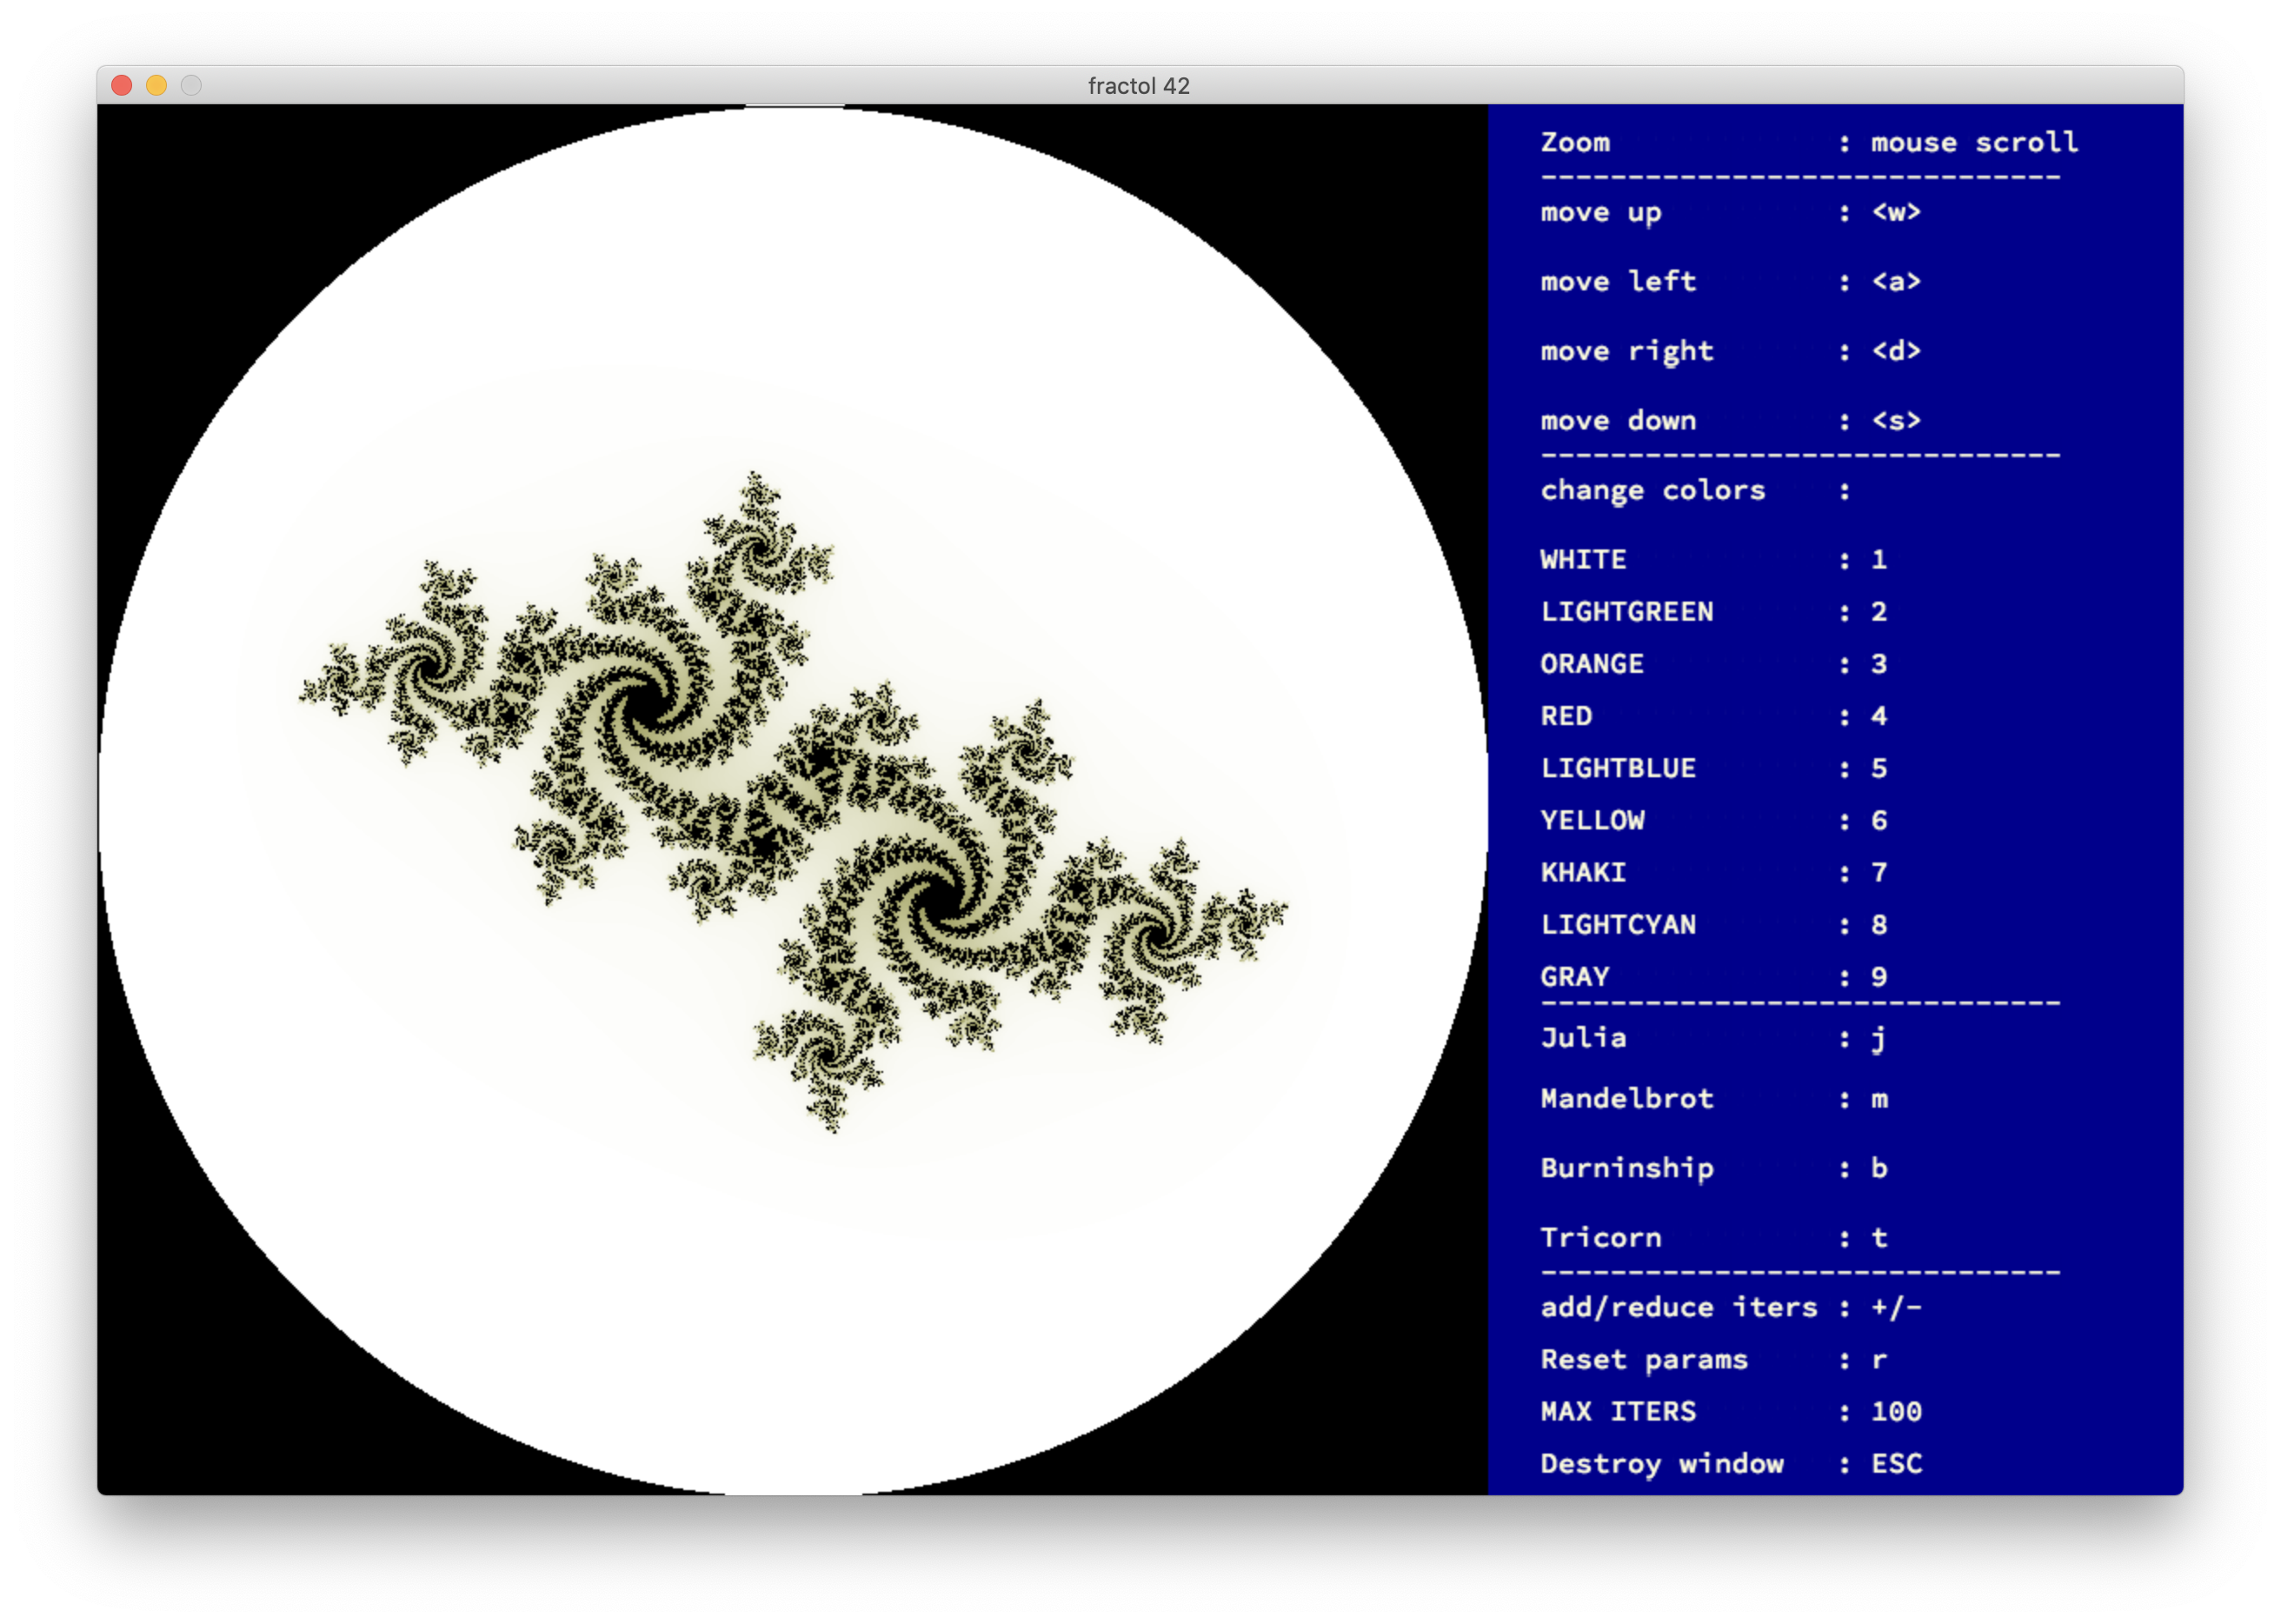 fractol 42
Zoom : mouse scroll
------------------------------
move up : <w>
move left : <a>
move right : <d>
move down : <s>
------------------------------
change colors :
WHITE : 1
LIGHTGREEN : 2
ORANGE : 3
RED : 4
LIGHTBLUE : 5
YELLOW : 6
KHAKI : 7
LIGHTCYAN : 8
GRAY : 9
------------------------------
Julia : j
Mandelbrot : m
Burninship : b
Tricorn : t
------------------------------
add/reduce iters : +/-
Reset params : r
MAX ITERS : 100
Destroy window : ESC